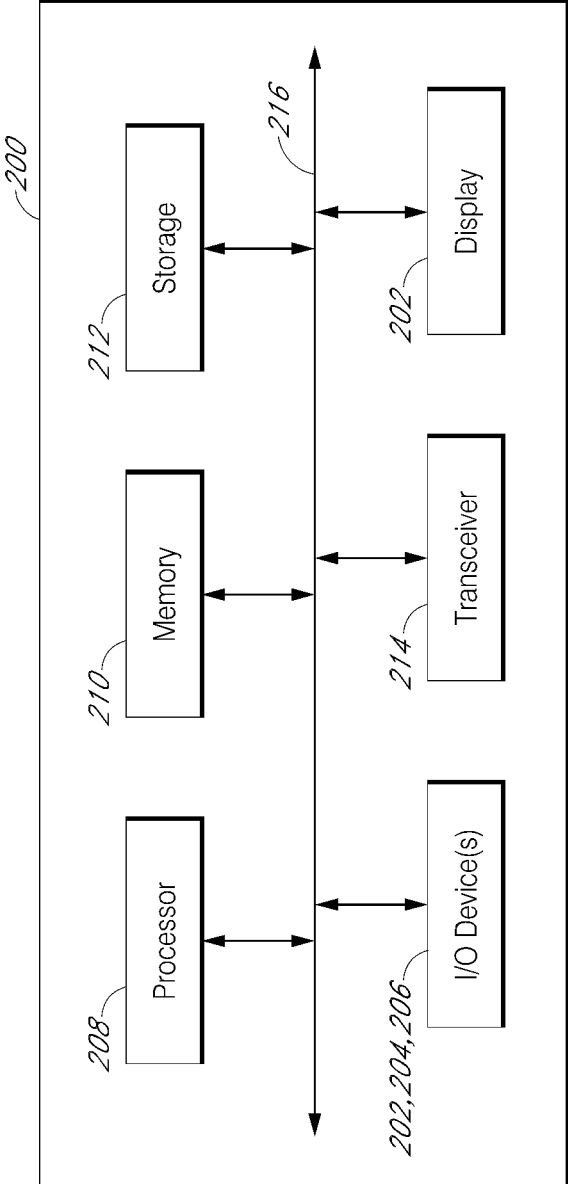 200
208
Processor
210
Memory
212
Storage
216
202,204,206
I/O Device(s)
214
Transceiver
202
Display